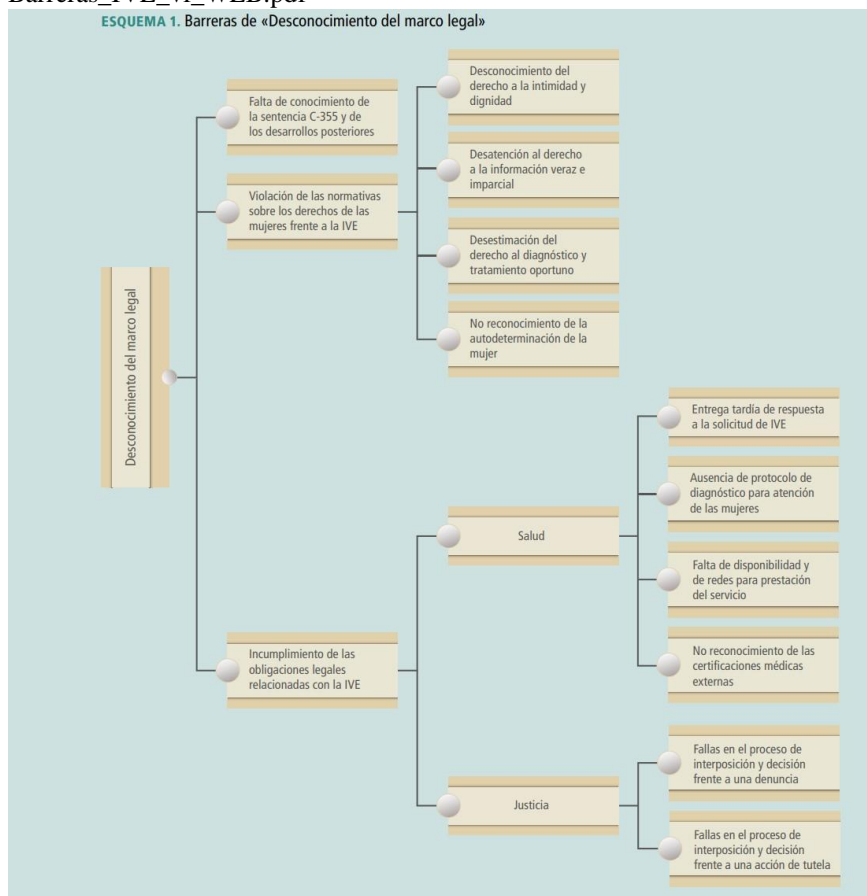 Barreras_IVE_vf_WEB.pdf
ESQUEMA 1. Barreras de «Desconocimiento del marco legal»
Desconocimiento del marco legal
Falta de conocimiento de
la sentencia C-355 y de
los desarrollos posteriores
Violación de las normativas
sobre los derechos de las
mujeres frente a la IVE
Desconocimiento del
derecho a la intimidad y
dignidad
Desatención al derecho
a la información veraz e
imparcial
Desestimación del
derecho al diagnóstico y
tratamiento oportuno
No reconocimiento de la
autodeterminación de la
mujer
Incumplimiento de las
obligaciones legales
relacionadas con la IVE
Salud
Entrega tardía de respuesta
a la solicitud de IVE
Ausencia de protocolo de
diagnóstico para atención
de las mujeres
Falta de disponibilidad y
de redes para prestación
del servicio
No reconocimiento de las
certificaciones médicas
externas
Justicia
Fallas en el proceso de
interposición y decisión
frente a una denuncia
Fallas en el proceso de
interposición y decisión
frente a una acción de tutela